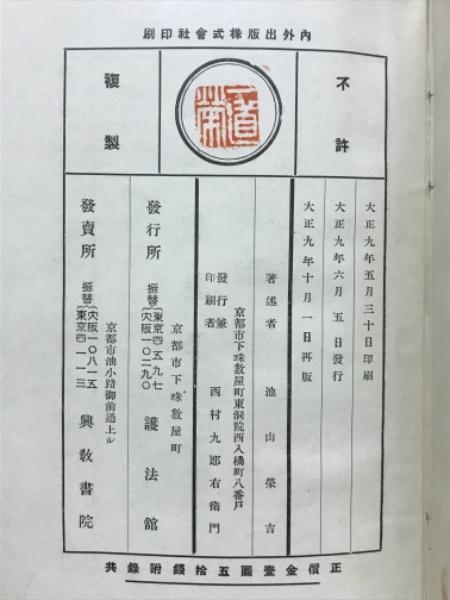 內外出版株式會社印刷
不許
複製
大正九年五月三十日印刷
大正九年六月五日發行
大正九年十月一日再版
著述者 池山榮吉
京都市下珠數屋町東洞院西入橘町八番戶
發行兼
印刷者 西村九郎右衛門
京都市下珠數屋町
發行所 振替(東京四五九七
大阪一〇二九〇 護法館
京都市油小路御前通上ル
發賣所 振替(大阪一〇八一五
東京四一一三 興教書院
正價金壹圓五拾錢附錄共